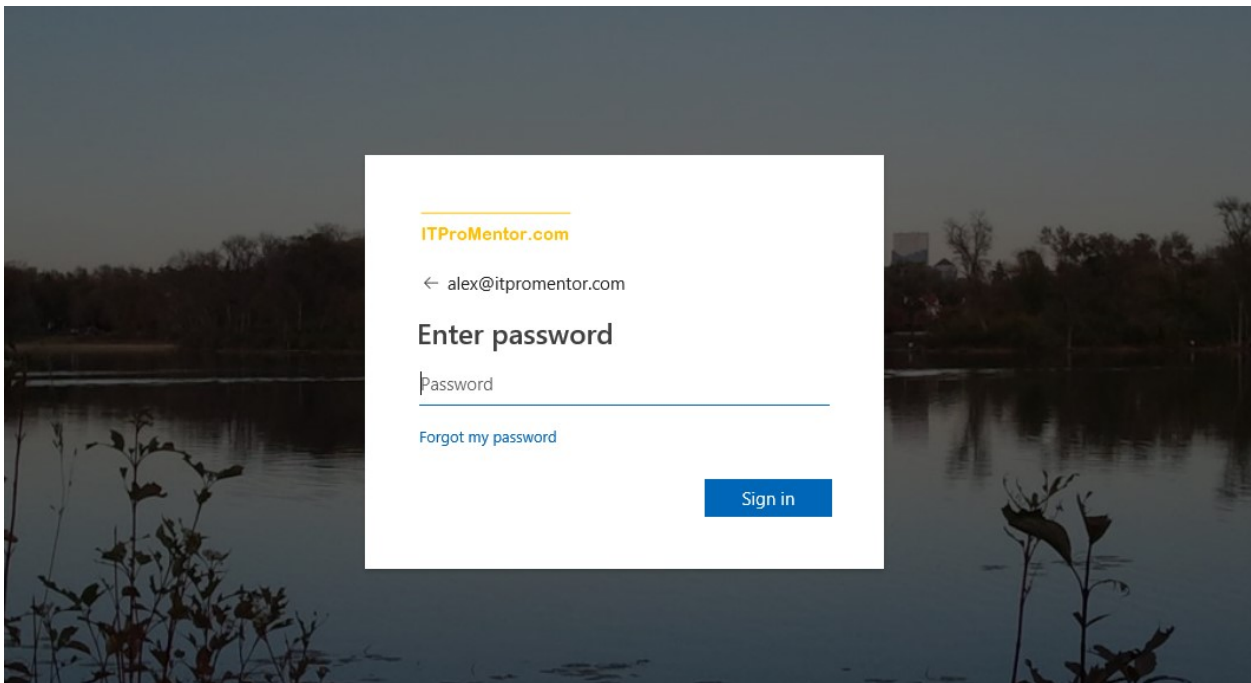 ITProMentor.com
← alex@itpromentor.com
Enter password
Password
Forgot my password
Sign in